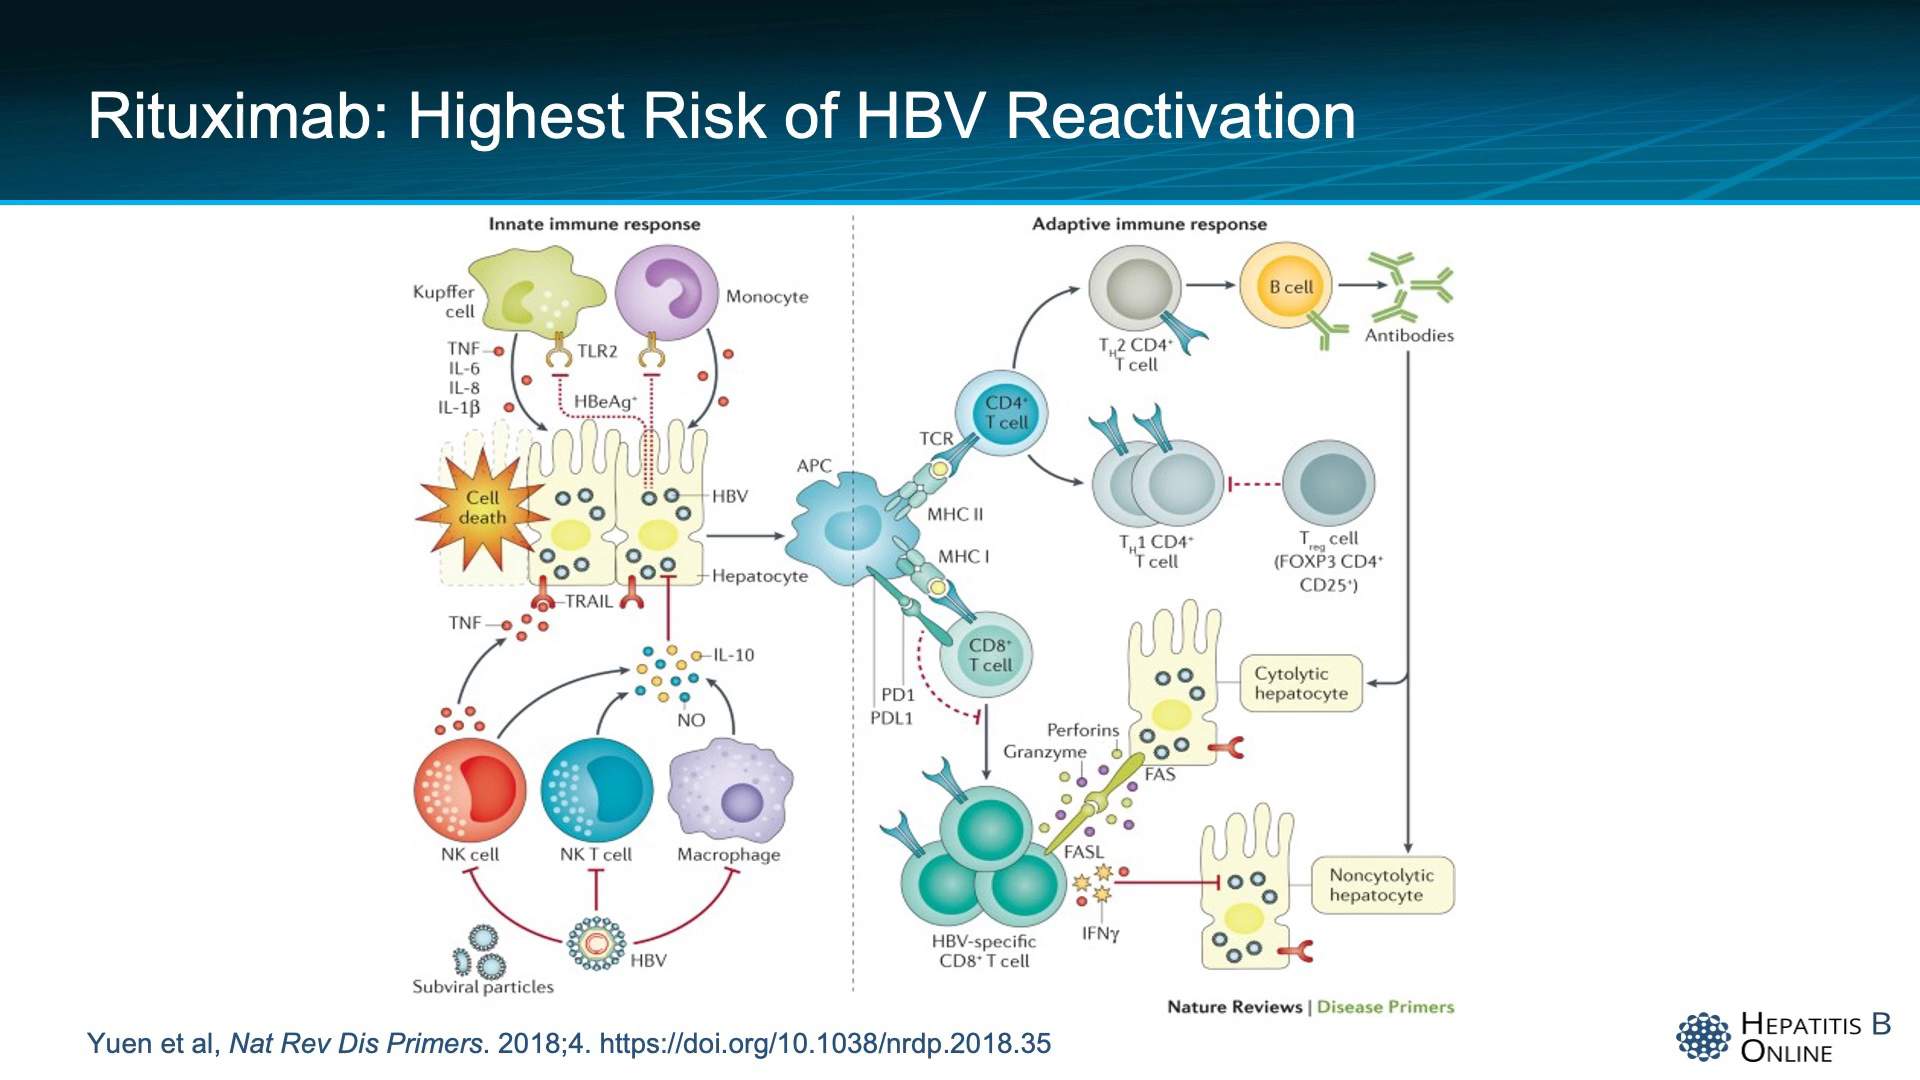 Rituximab: Highest Risk of HBV Reactivation
Innate immune response
Kupffer
cell
Monocyte
TNF
IL-6
IL-8
IL-1β
TLR2
HBeAg⁺
Cell
death
HBV
Hepatocyte
TRAIL
TNF
IL-10
NO
NK cell
NK T cell
Macrophage
HBV
Subviral particles
Adaptive immune response
APC
TCR
CD4⁺
T cell
MHC II
MHC I
T_H2 CD4⁺
T cell
B cell
Antibodies
T_H1 CD4⁺
T cell
T_reg cell
(FOXP3 CD4⁺
CD25⁺)
CD8⁺
T cell
PD1
PDL1
Perforins
Granzyme
FAS
FASL
Cytolytic
hepatocyte
IFNγ
Noncytolytic
hepatocyte
HBV-specific
CD8⁺ T cell
Nature Reviews | Disease Primers
Yuen et al, Nat Rev Dis Primers. 2018;4. https://doi.org/10.1038/nrdp.2018.35
HEPATITIS B
ONLINE